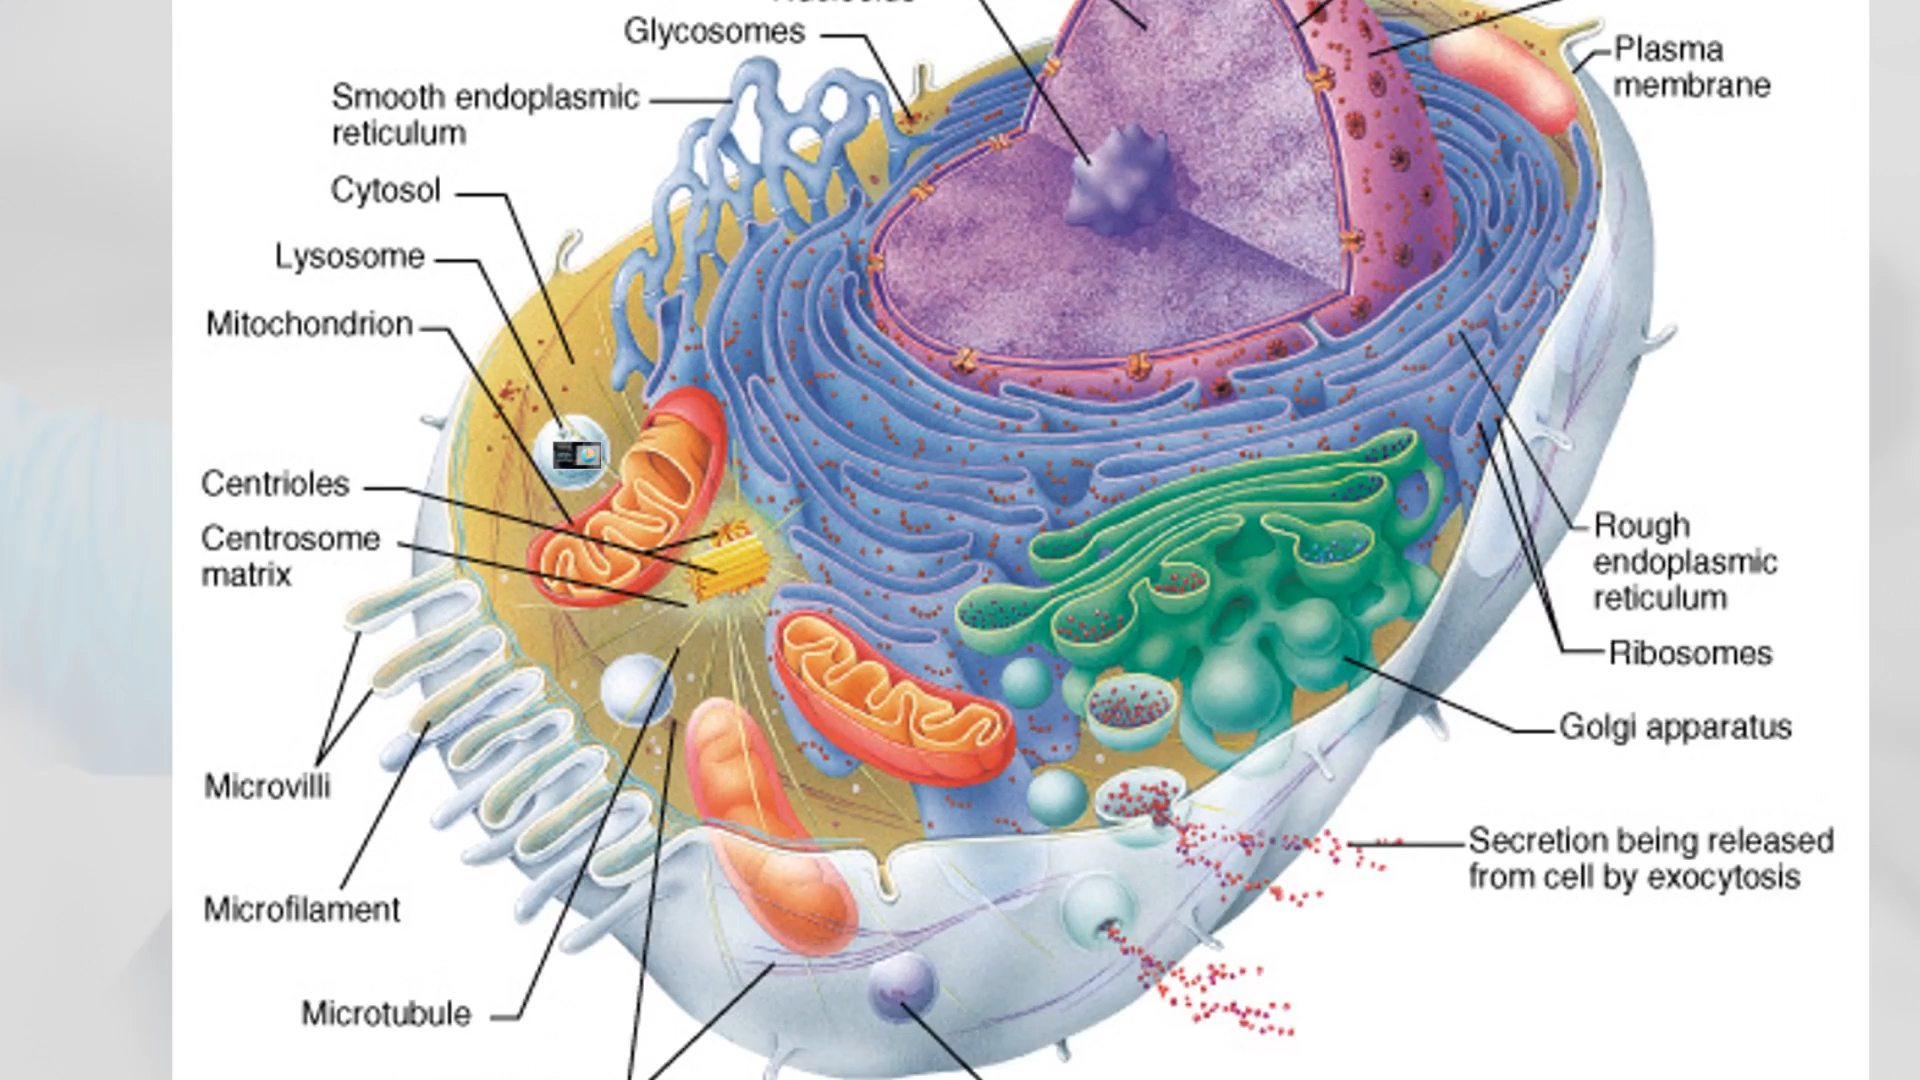 Glycosomes
Smooth endoplasmic
reticulum
Cytosol
Lysosome
Mitochondrion
Centrioles
Centrosome
matrix
Microvilli
Microfilament
Microtubule
Plasma
membrane
Rough
endoplasmic
reticulum
Ribosomes
Golgi apparatus
Secretion being released
from cell by exocytosis